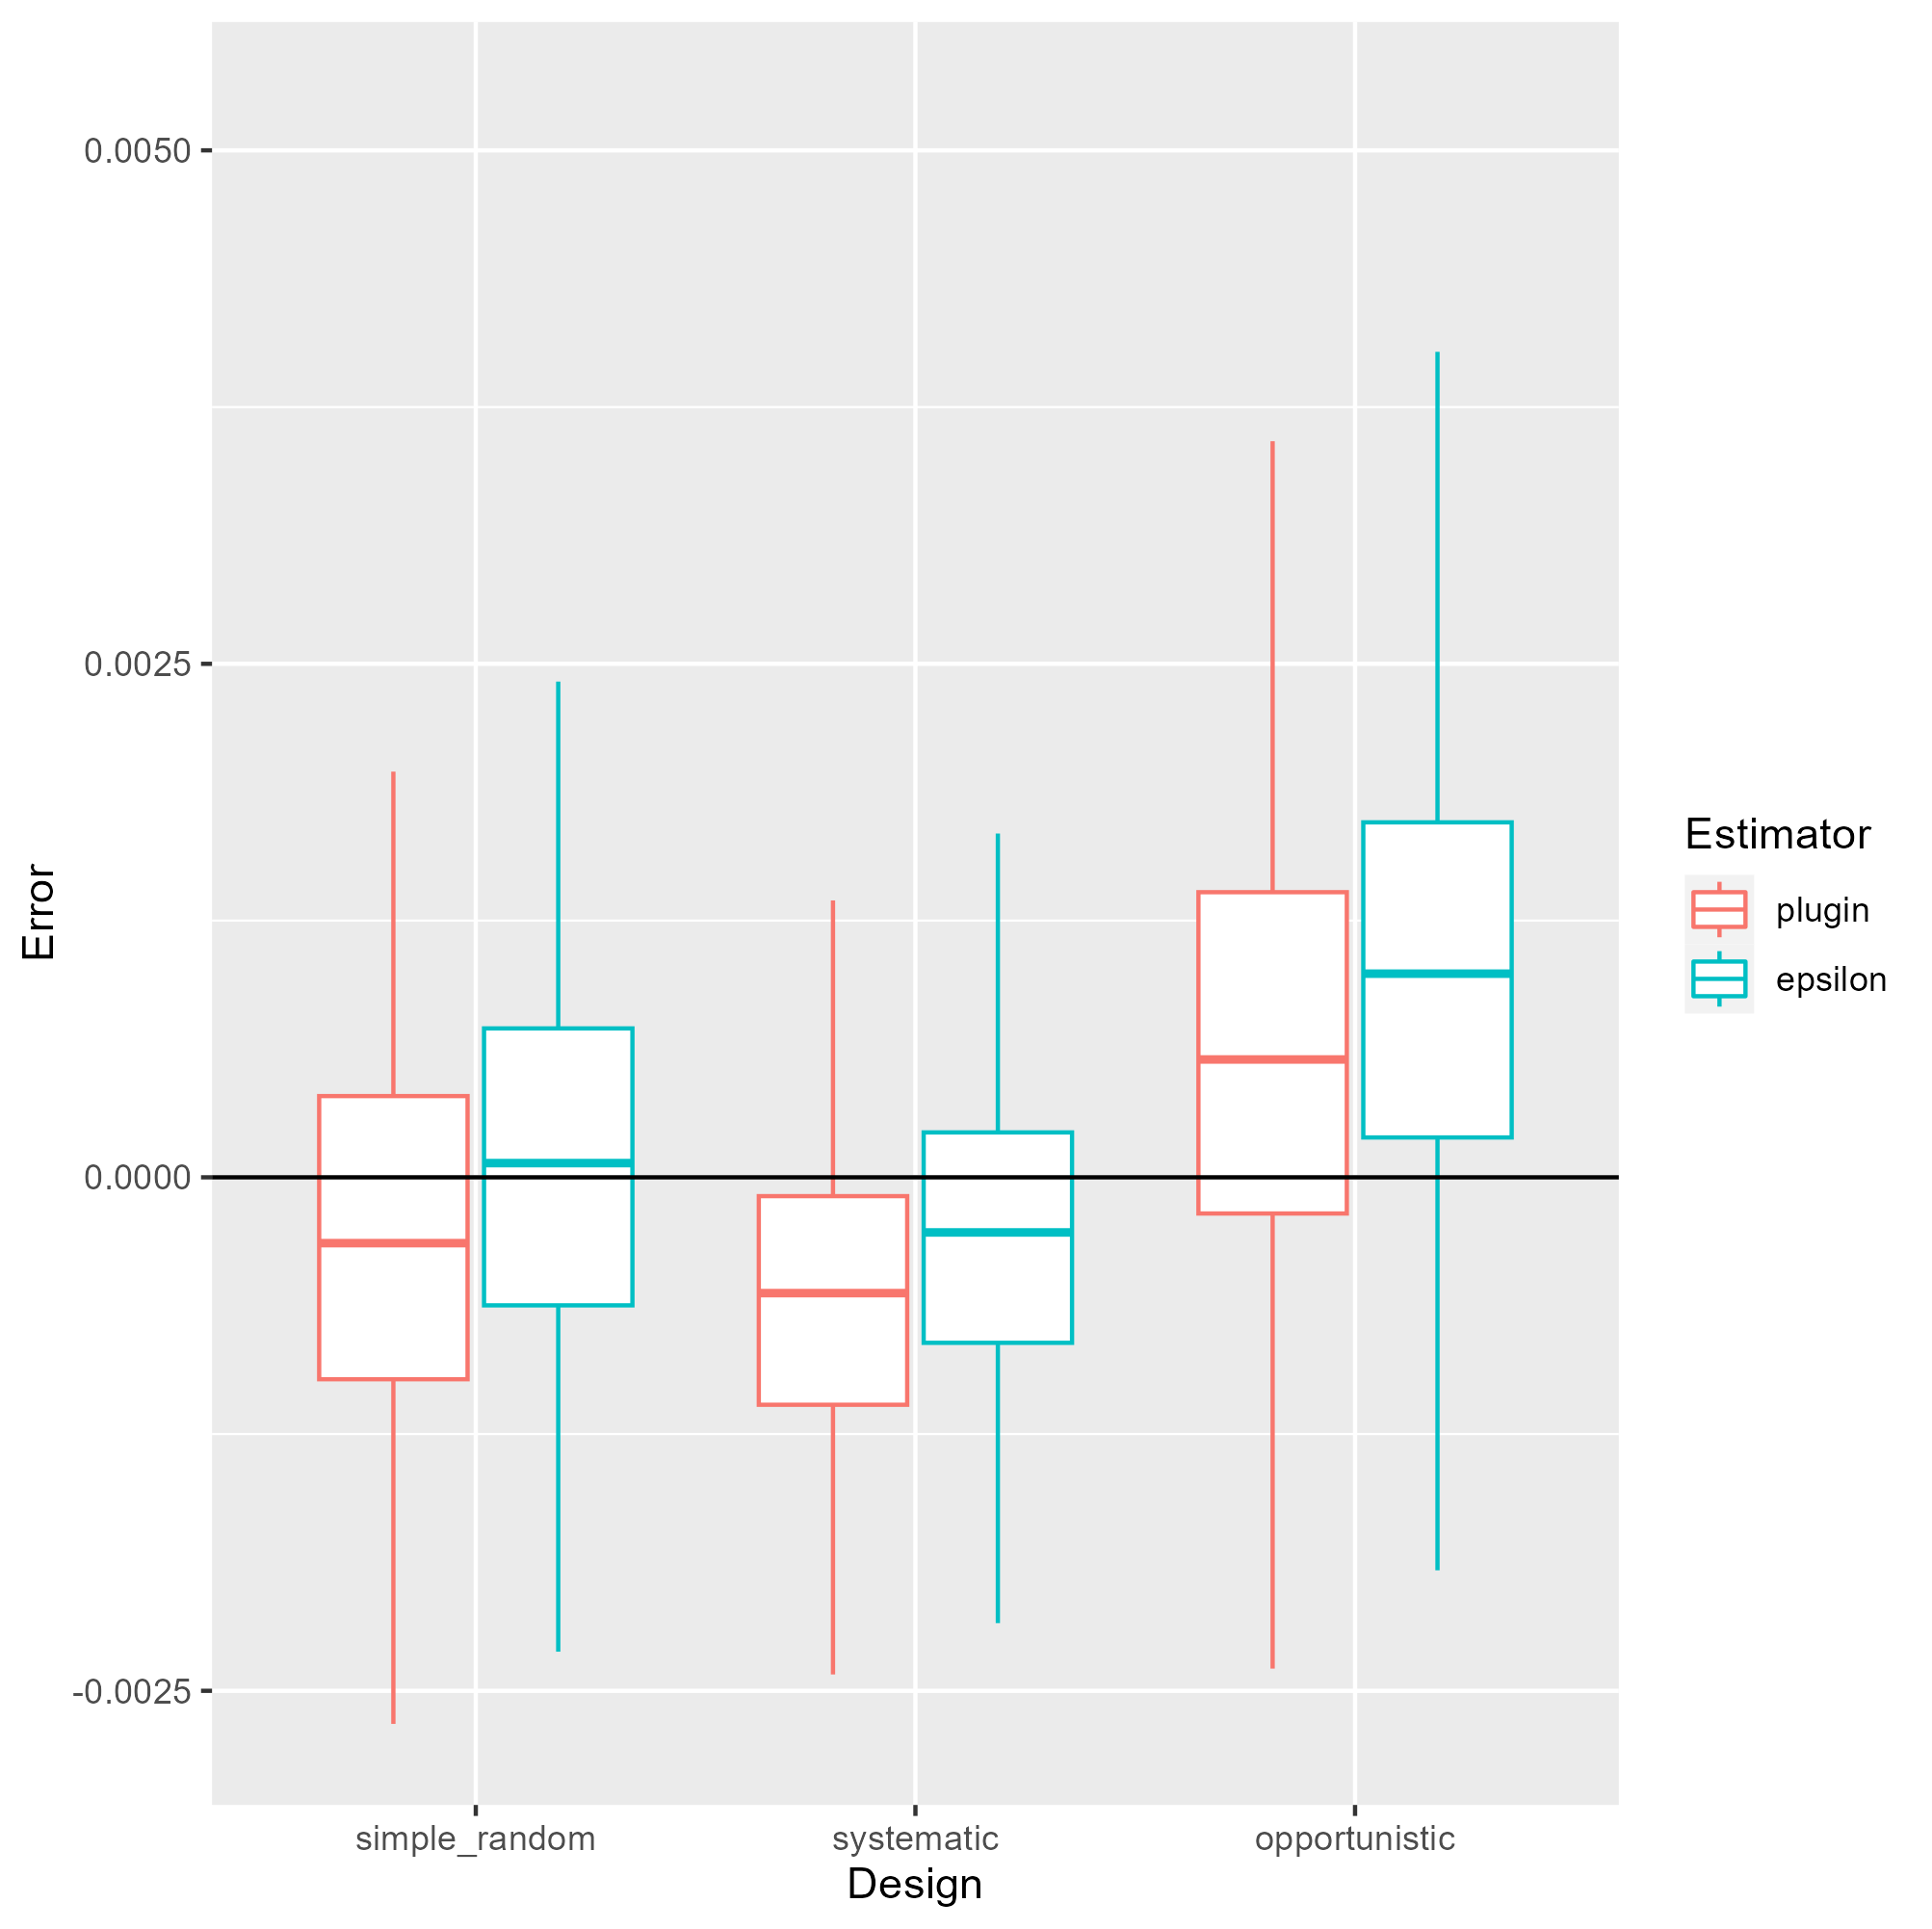 Error
0.0050
0.0025
0.0000
-0.0025
simple_random
systematic
opportunistic
Design
Estimator
plugin
epsilon